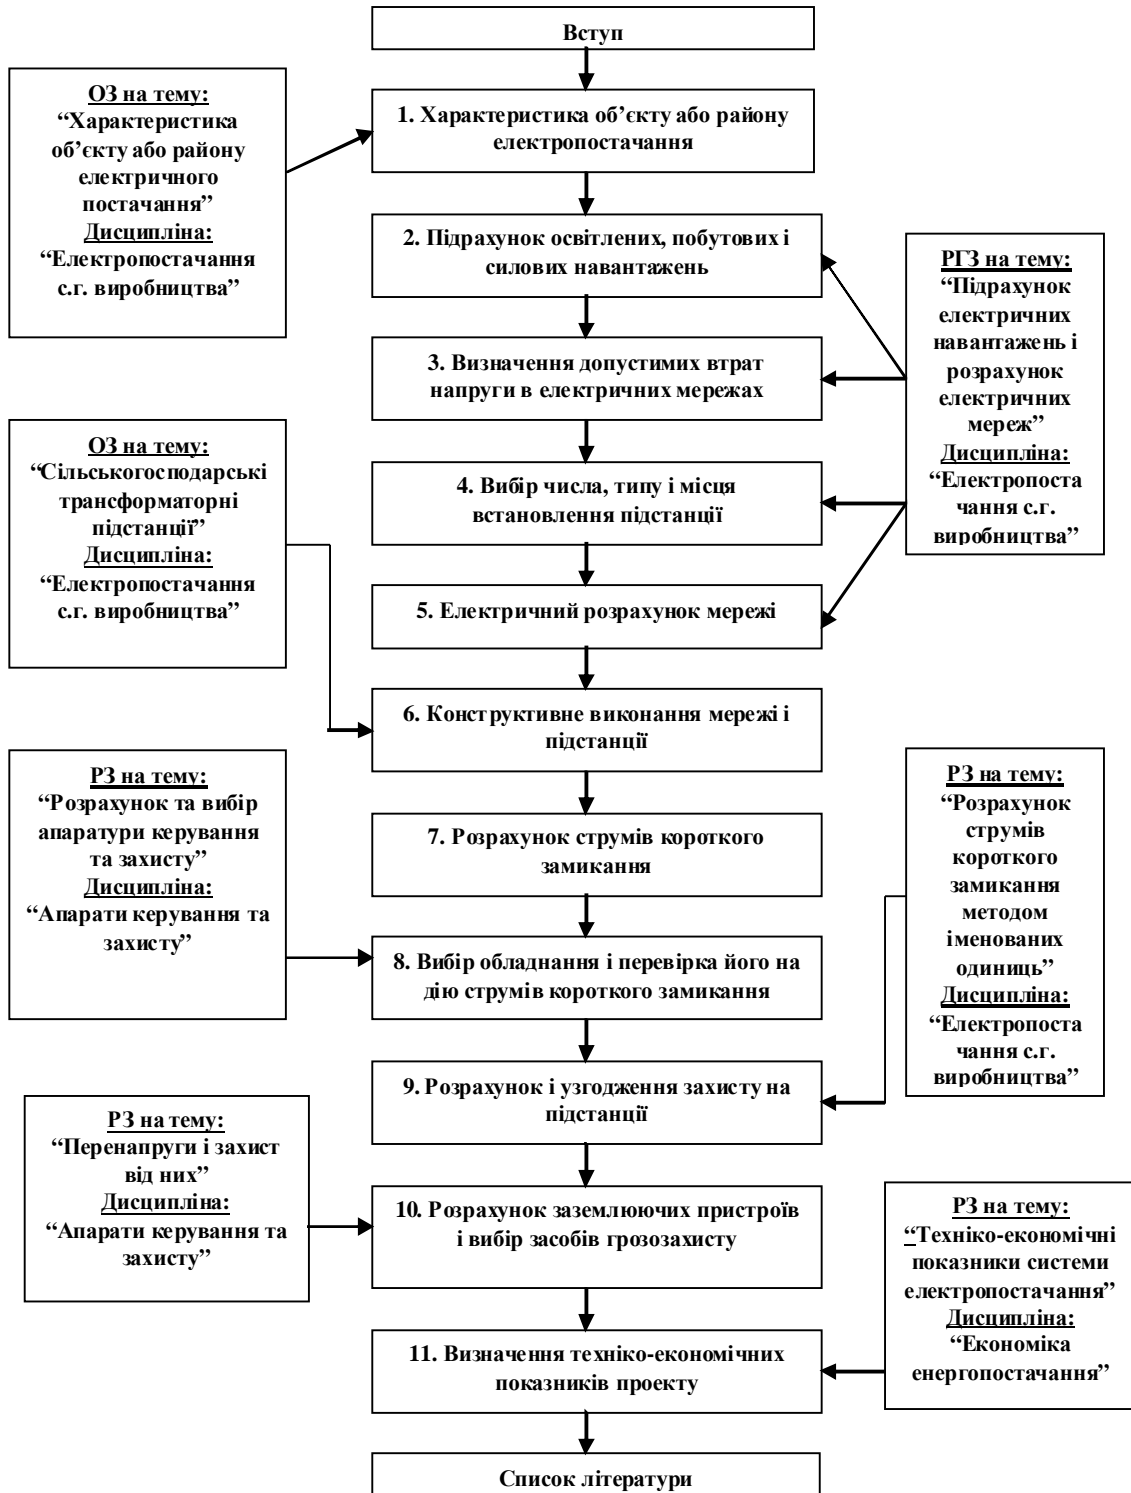 Вступ
ОЗ на тему:
“Характеристика
об’єкту або району
електричного
постачання”
Дисципліна:
“Електропостачання
с.г. виробництва”
1. Характеристика об’єкту або району
електропостачання
2. Підрахунок освітлених, побутових і
силових навантажень
РГЗ на тему:
“Підрахунок
електричних
навантажень і
розрахунок
електричних
мереж”
Дисципліна:
“Електропоста
чання с.г.
виробництва”
3. Визначення допустимих втрат
напруги в електричних мережах
ОЗ на тему:
“Сільськогосподарські
трансформаторні
підстанції”
Дисципліна:
“Електропостачання
с.г. виробництва”
4. Вибір числа, типу і місця
встановлення підстанції
5. Електричний розрахунок мережі
6. Конструктивне виконання мережі і
підстанції
РЗ на тему:
“Розрахунок та вибір
апаратури керування
та захисту”
Дисципліна:
“Апарати керування та
захисту”
РЗ на тему:
“Розрахунок
струмів
короткого
замикання
методом
іменованих
одиниць”
Дисципліна:
“Електропоста
чання с.г.
виробництва”
7. Розрахунок струмів короткого
замикання
8. Вибір обладнання і перевірка його на
дію струмів короткого замикання
9. Розрахунок і узгодження захисту на
підстанції
РЗ на тему:
“Перенапруги і захист
від них”
Дисципліна:
“Апарати керування та
захисту”
10. Розрахунок заземлюючих пристроїв
і вибір засобів грозозахисту
РЗ на тему:
“Техніко-економічні
показники системи
електропостачання”
Дисципліна:
“Економіка
енергопостачання”
11. Визначення техніко-економічних
показників проекту
Список літератури